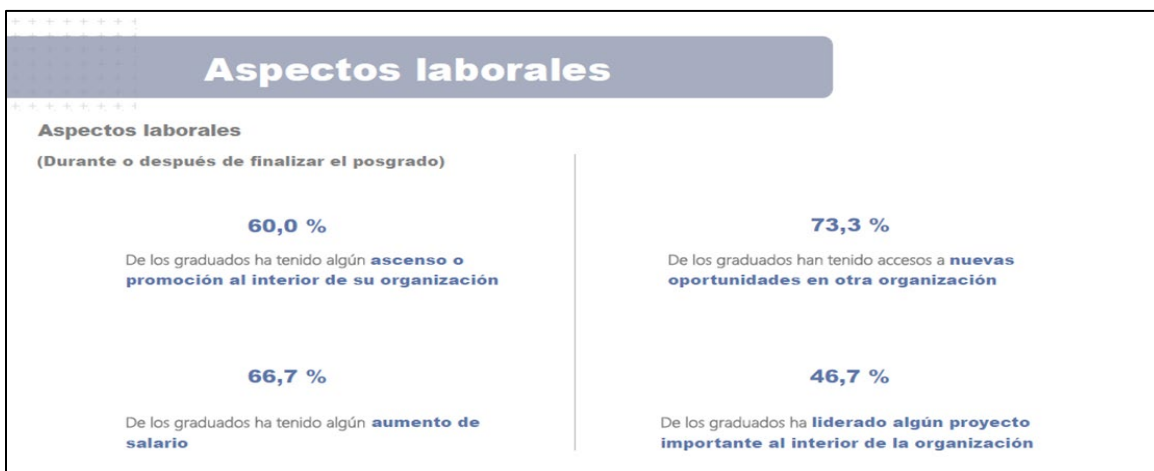 Aspectos laborales
Aspectos laborales
(Durante o después de finalizar el posgrado)
60,0 %
De los graduados ha tenido algún ascenso o
promoción al interior de su organización
66,7 %
De los graduados ha tenido algún aumento de
salario
73,3 %
De los graduados han tenido accesos a nuevas
oportunidades en otra organización
46,7 %
De los graduados ha liderado algún proyecto
importante al interior de la organización